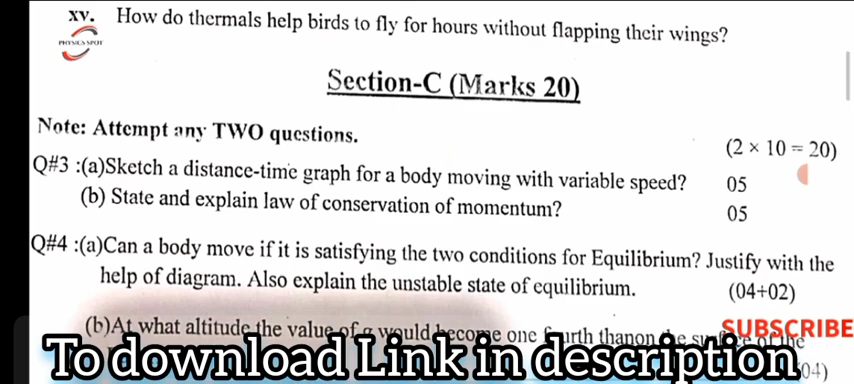 xv. How do thermals help birds to fly for hours without flapping their wings?
PHYSICS SPOT
Section-C (Marks 20)
Note: Attempt any TWO questions.
(2 × 10 = 20)
Q#3 :(a)Sketch a distance-time graph for a body moving with variable speed? 05
(b) State and explain law of conservation of momentum? 05
Q#4 :(a)Can a body move if it is satisfying the two conditions for Equilibrium? Justify with the
help of diagram. Also explain the unstable state of equilibrium. (04+02)
(b)At what altitude the value of g would become one fourth than on the
SUBSCRIBE
To download Link in description
04)